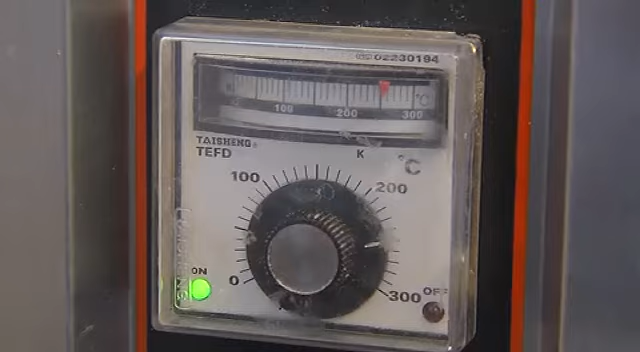 02230194
°C
100 200 300
TAISHENG®
TEFD
K
°C
100
200
ON
0
300
OFF